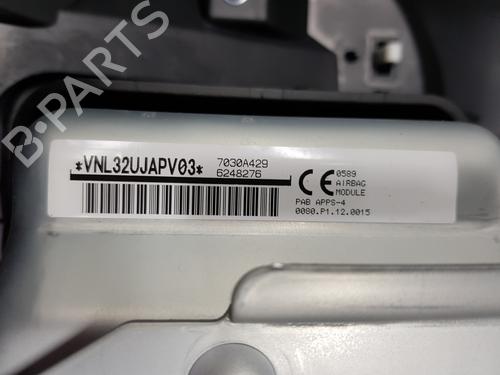 B-PARTS
*VNL32UJAPV03*
7030A429
6248276
CE 0589
AIRBAG
MODULE
PAB APPS-4
0080.P1.12.0015